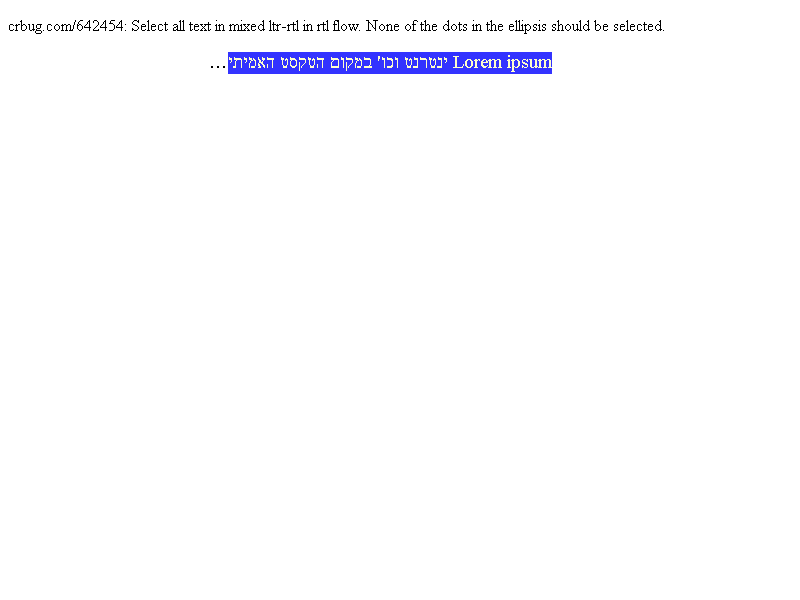 crbug.com/642454: Select all text in mixed ltr-rtl in rtl flow. None of the dots in the ellipsis should be selected.
Lorem ipsum ינטרנט וכו' במקום הטקסט האמיתי…